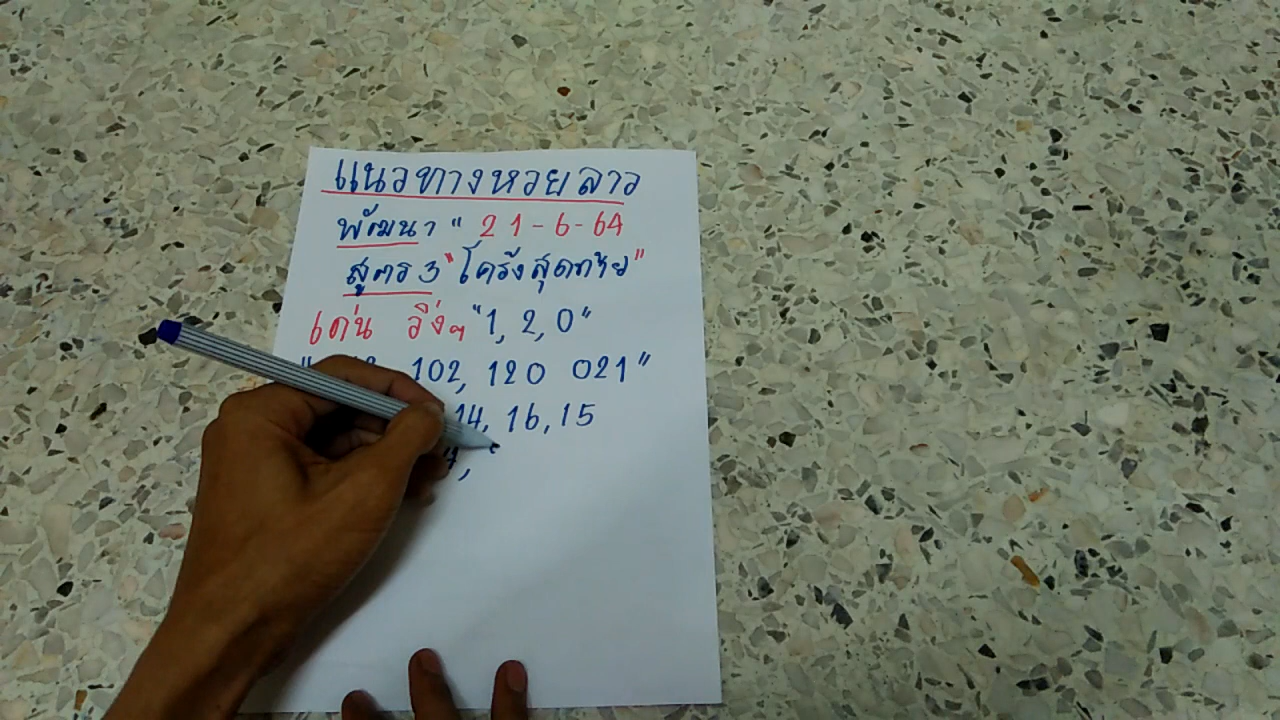 แนวทางหวยลาว
พัฒนา " 21-6-64
สูตร 3 "โค้งสุดท้าย"
เด่น วิ่งๆ "1, 2, 0"
102, 120 021"
14, 16, 15